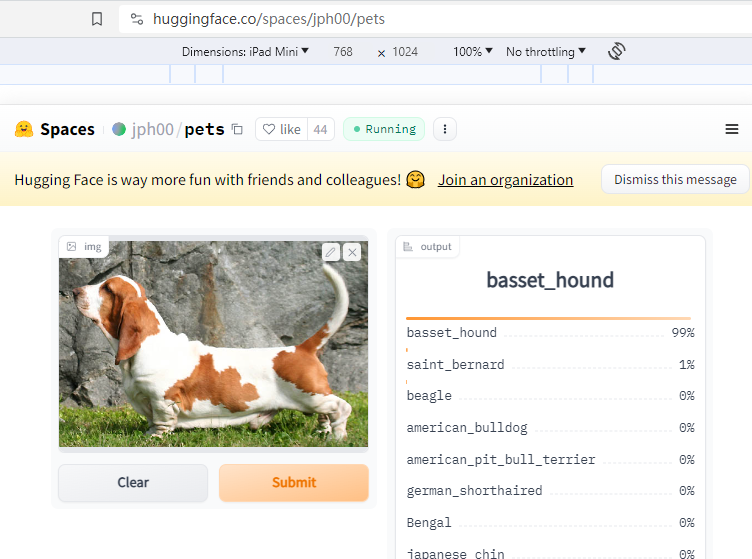 huggingface.co/spaces/jph00/pets
Dimensions: iPad Mini ▼ 768 x 1024 100% ▼ No throttling ▼
Spaces jph00/pets like 44 Running
Hugging Face is way more fun with friends and colleagues! 🤗 Join an organization Dismiss this message
img
Clear Submit
output
basset_hound
basset_hound 99%
saint_bernard 1%
beagle 0%
american_bulldog 0%
american_pit_bull_terrier 0%
german_shorthaired 0%
Bengal 0%
japanese_chin 0%